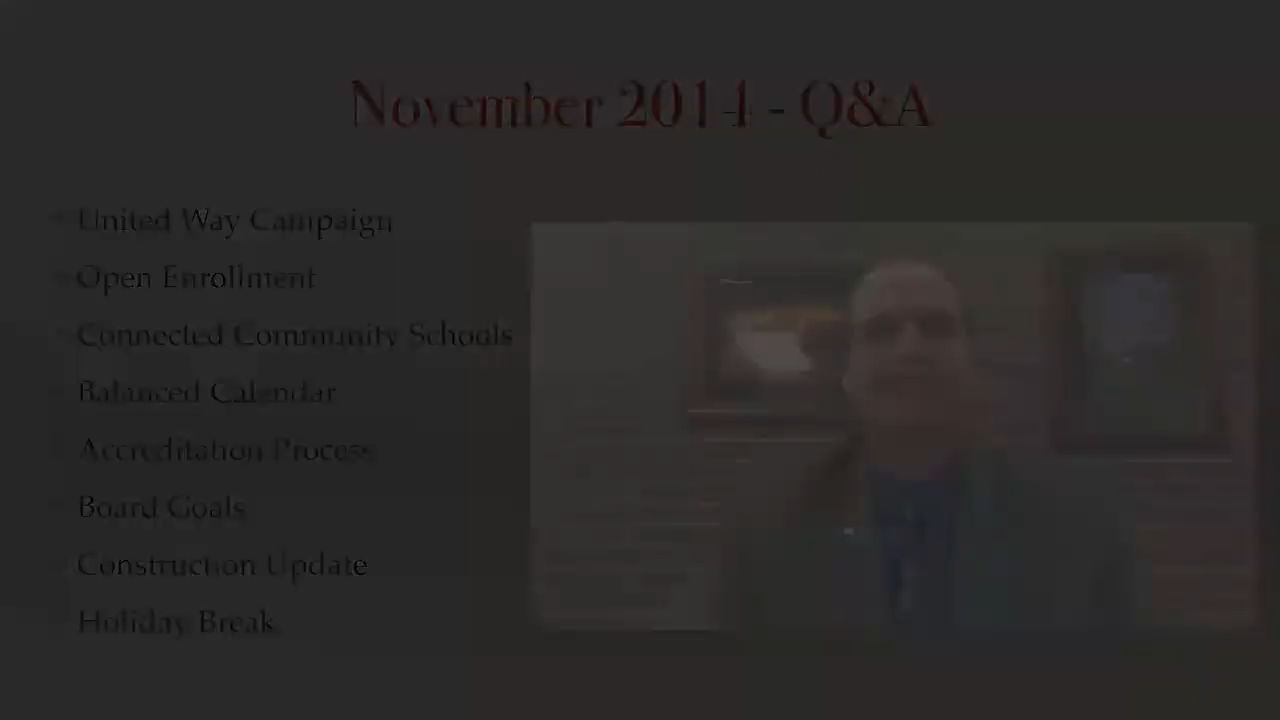 November 2014 - Q&A
United Way Campaign
Open Enrollment
Connected Community Schools
Balanced Calendar
Accreditation Process
Board Goals
Construction Update
Holiday Break